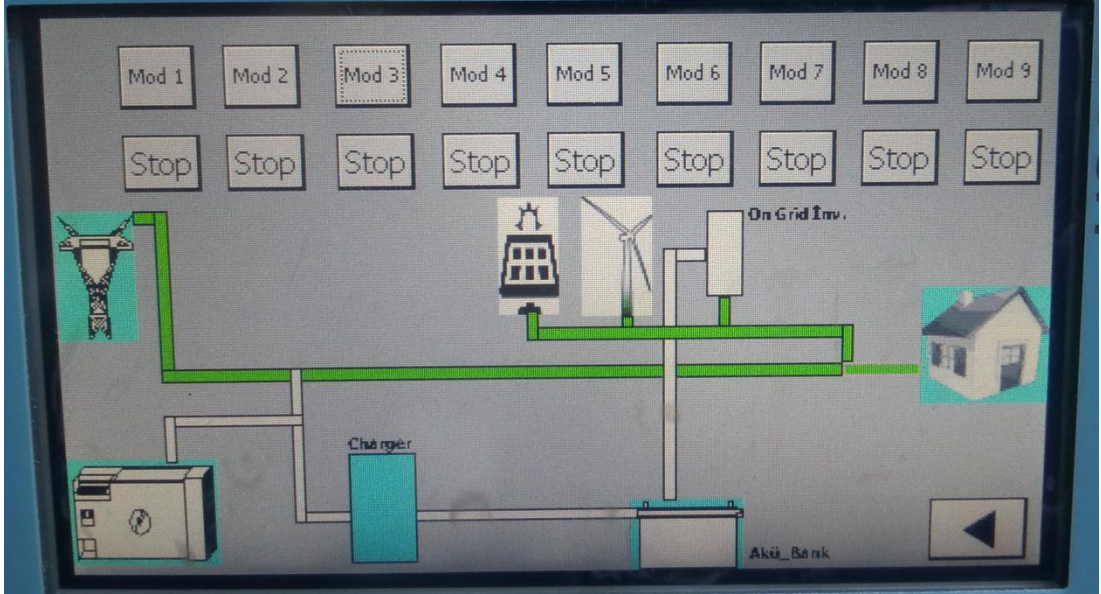 Mod 1 Mod 2 Mod 3 Mod 4 Mod 5 Mod 6 Mod 7 Mod 8 Mod 9
Stop Stop Stop Stop Stop Stop Stop Stop Stop
On Grid İnv.
Charger
Akü_Bank